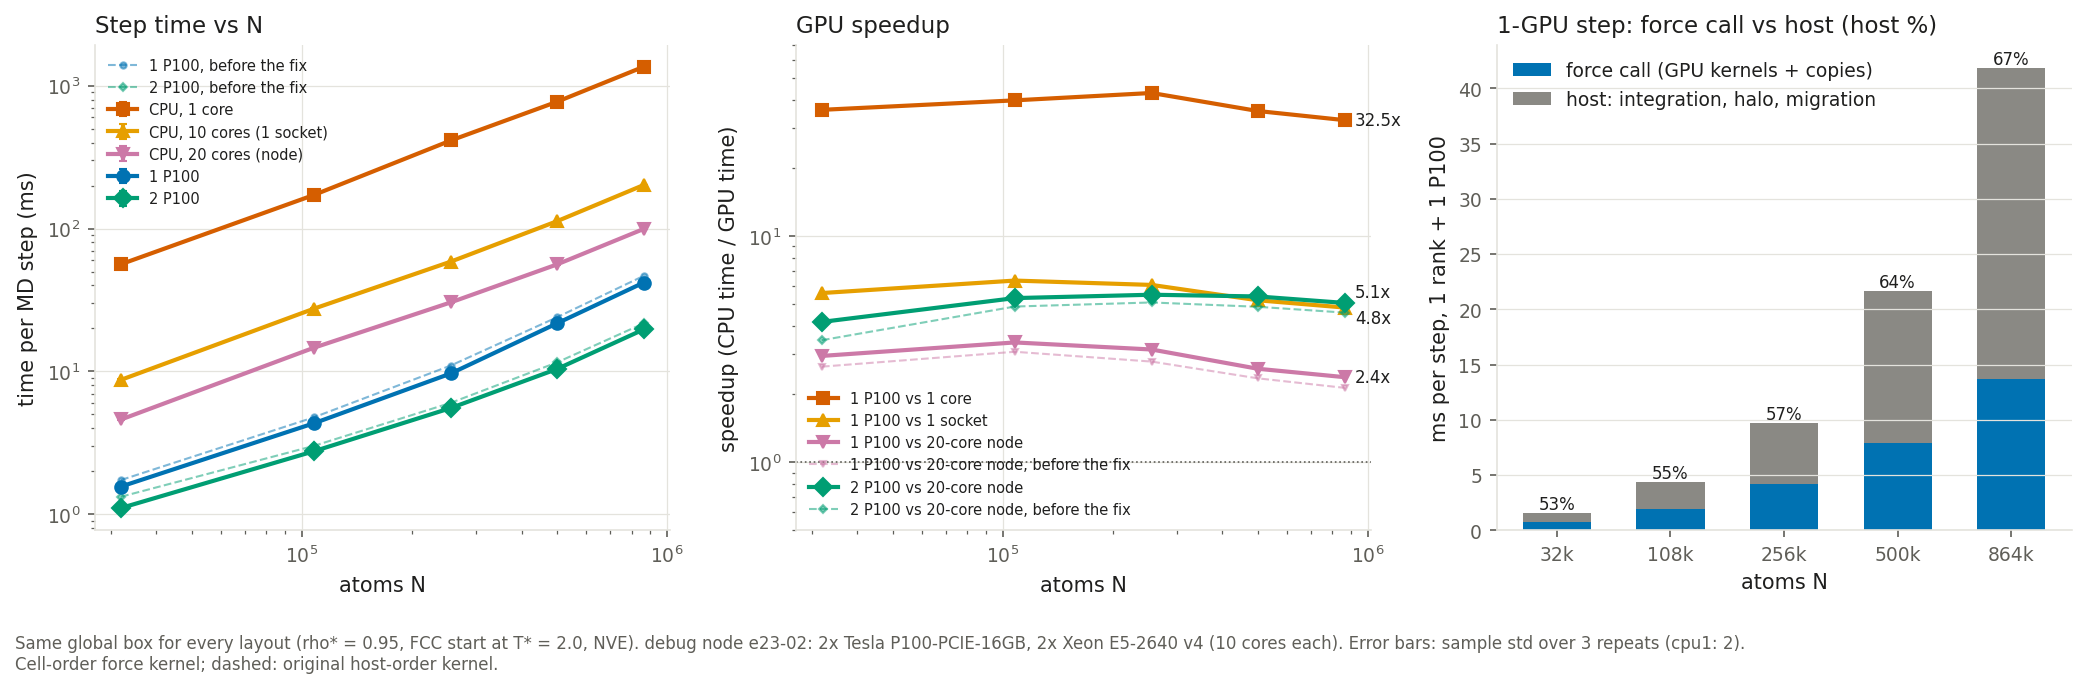 Step time vs N
1 P100, before the fix
2 P100, before the fix
CPU, 1 core
CPU, 10 cores (1 socket)
CPU, 20 cores (node)
1 P100
2 P100
time per MD step (ms)
10³
10²
10¹
10⁰
10⁵
10⁶
atoms N
GPU speedup
speedup (CPU time / GPU time)
10¹
10⁰
32.5x
5.1x
4.8x
2.4x
1 P100 vs 1 core
1 P100 vs 1 socket
1 P100 vs 20-core node
1 P100 vs 20-core node, before the fix
2 P100 vs 20-core node
2 P100 vs 20-core node, before the fix
10⁵
10⁶
atoms N
1-GPU step: force call vs host (host %)
force call (GPU kernels + copies)
host: integration, halo, migration
ms per step, 1 rank + 1 P100
40
35
30
25
20
15
10
5
0
53%
55%
57%
64%
67%
32k
108k
256k
500k
864k
atoms N
Same global box for every layout (rho* = 0.95, FCC start at T* = 2.0, NVE). debug node e23-02: 2x Tesla P100-PCIE-16GB, 2x Xeon E5-2640 v4 (10 cores each). Error bars: sample std over 3 repeats (cpu1: 2).
Cell-order force kernel; dashed: original host-order kernel.